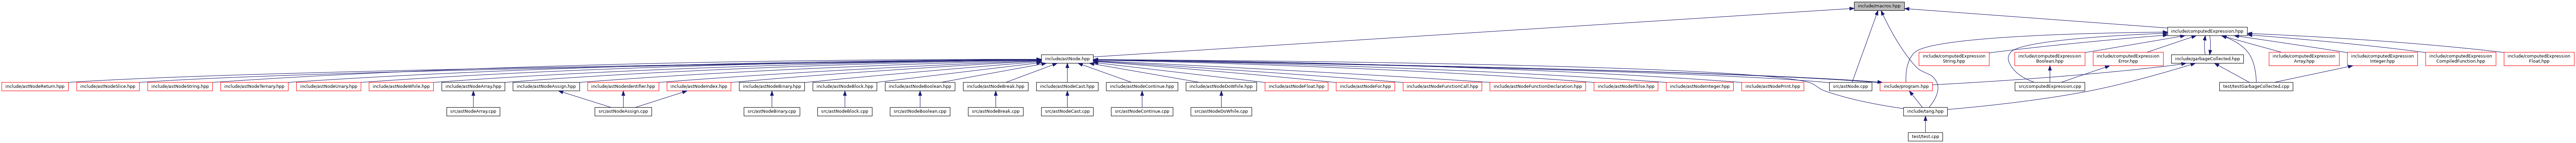 include/macros.hpp
include/computedExpression.hpp
include/astNode.hpp
include/computedExpression
String.hpp
include/computedExpression
Boolean.hpp
include/computedExpression
Error.hpp
include/garbageCollected.hpp
include/computedExpression
Array.hpp
include/computedExpression
Integer.hpp
include/computedExpression
CompiledFunction.hpp
include/computedExpression
Float.hpp
include/astNodeReturn.hpp
include/astNodeSlice.hpp
include/astNodeString.hpp
include/astNodeTernary.hpp
include/astNodeUnary.hpp
include/astNodeWhile.hpp
include/astNodeArray.hpp
include/astNodeAssign.hpp
include/astNodeIdentifier.hpp
include/astNodeIndex.hpp
include/astNodeBinary.hpp
include/astNodeBlock.hpp
include/astNodeBoolean.hpp
include/astNodeBreak.hpp
include/astNodeCast.hpp
include/astNodeContinue.hpp
include/astNodeDoWhile.hpp
include/astNodeFloat.hpp
include/astNodeFor.hpp
include/astNodeFunctionCall.hpp
include/astNodeFunctionDeclaration.hpp
include/astNodeIfElse.hpp
include/astNodeInteger.hpp
include/astNodePrint.hpp
src/astNode.cpp
include/program.hpp
src/computedExpression.cpp
test/testGarbageCollected.cpp
src/astNodeArray.cpp
src/astNodeAssign.cpp
src/astNodeBinary.cpp
src/astNodeBlock.cpp
src/astNodeBoolean.cpp
src/astNodeBreak.cpp
src/astNodeCast.cpp
src/astNodeContinue.cpp
src/astNodeDoWhile.cpp
include/tang.hpp
test/test.cpp